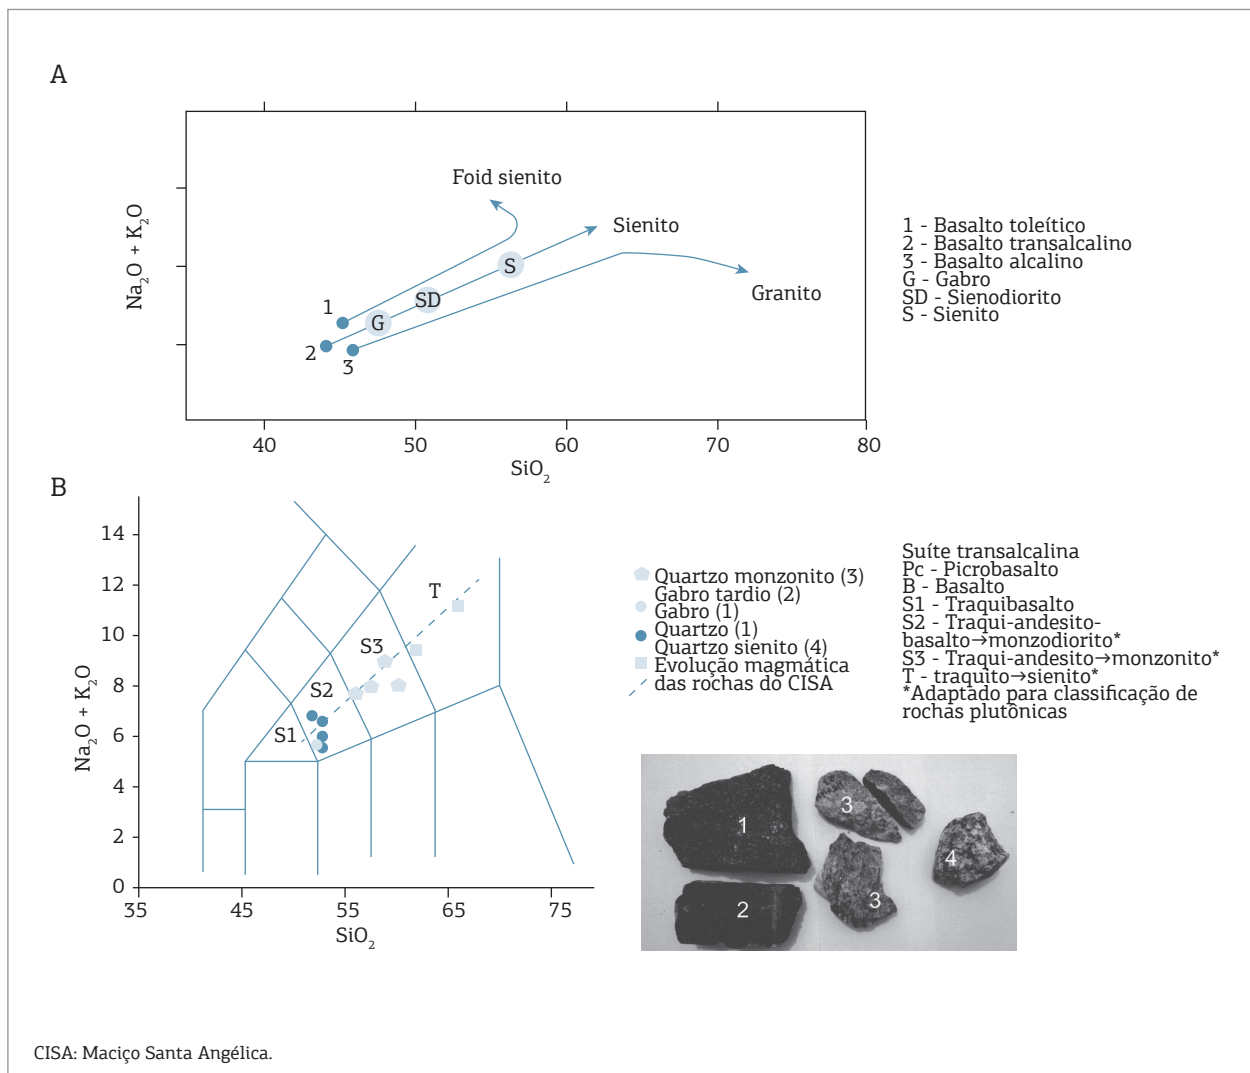 A
Na2O + K2O
Foid sienito
Sienito
Granito
1
2
3
G
SD
S
40
50
60
70
80
SiO2
1 - Basalto toleítico
2 - Basalto transalcalino
3 - Basalto alcalino
G - Gabro
SD - Sienodiorito
S - Sienito
B
Na2O + K2O
14
12
10
8
6
4
2
0
T
S3
S2
S1
35
45
55
65
75
SiO2
Quartzo monzonito (3)
Gabro tardio (2)
Gabro (1)
Quartzo (1)
Quartzo sienito (4)
Evolução magmática
das rochas do CISA
Suíte transalcalina
Pc - Picrobasalto
B - Basalto
S1 - Traquibasalto
S2 - Traqui-andesito-
basalto→monzodiorito*
S3 - Traqui-andesito→monzonito*
T - traquito→sienito*
*Adaptado para classificação de
rochas plutônicas
1
2
3
3
4
CISA: Maciço Santa Angélica.